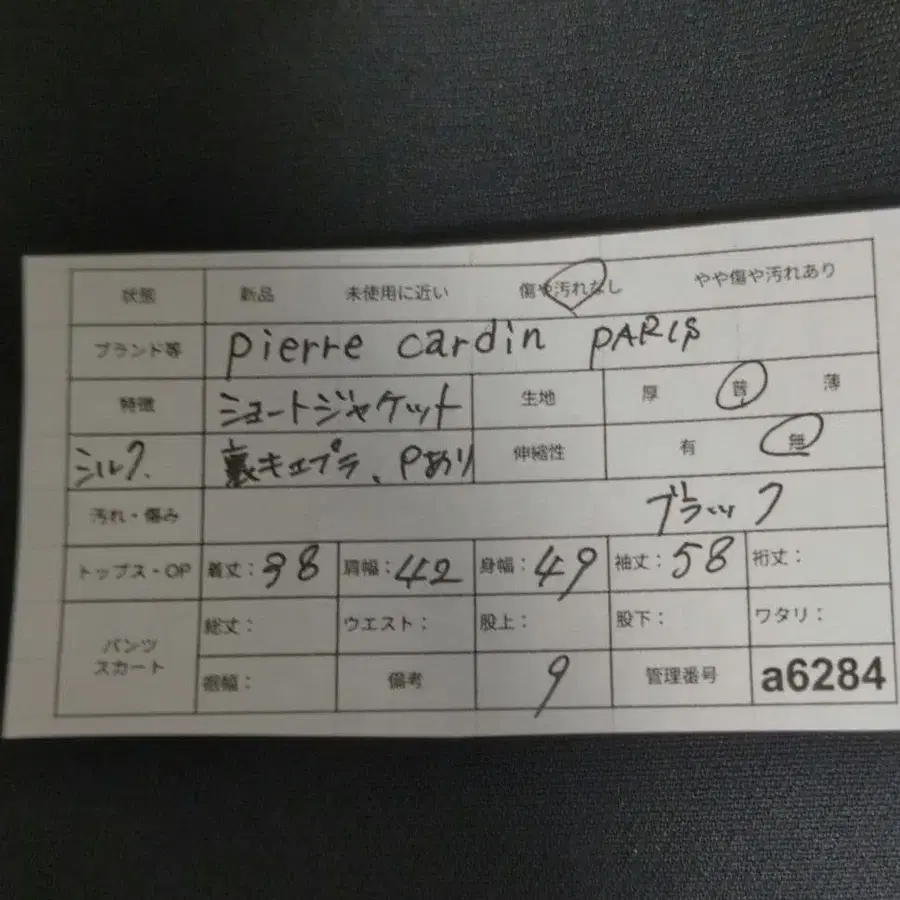 状態 新品 未使用に近い 傷や汚れなし やや傷や汚れあり
ブランド等 pierre cardin PARIS
特徴 ショートジャケット 生地 厚 普 薄
シルク. 裏キュプラ、Pあり 伸縮性 有 無
汚れ・傷み ブラック
トップス・OP 着丈：38 肩幅：42 身幅：49 袖丈：58 裄丈：
パンツ スカート 総丈： ウエスト： 股上： 股下： ワタリ：
裾幅： 備考 9 管理番号 a6284